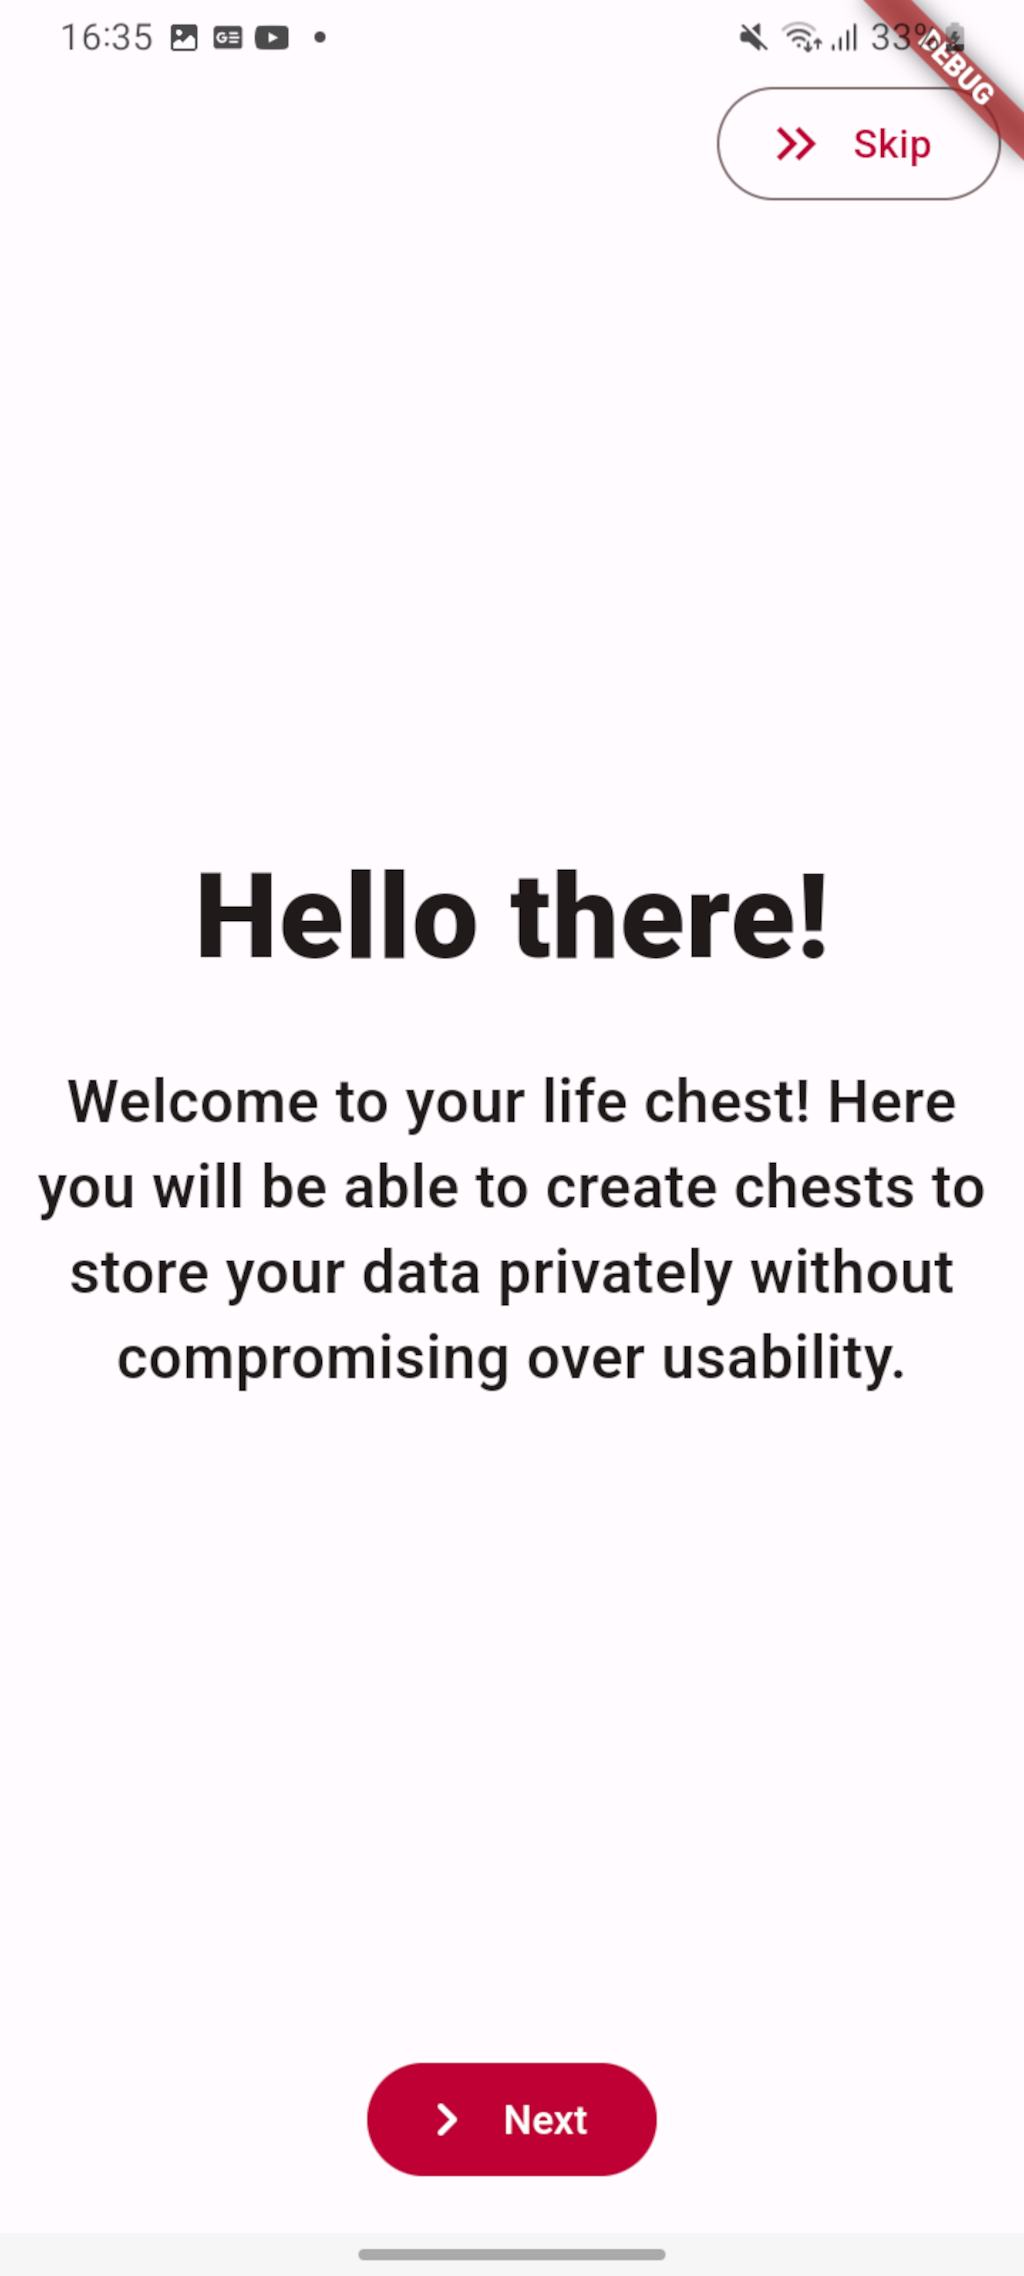 16:35 GE 33%
DEBUG
Skip
Hello there!
Welcome to your life chest! Here
you will be able to create chests to
store your data privately without
compromising over usability.
Next